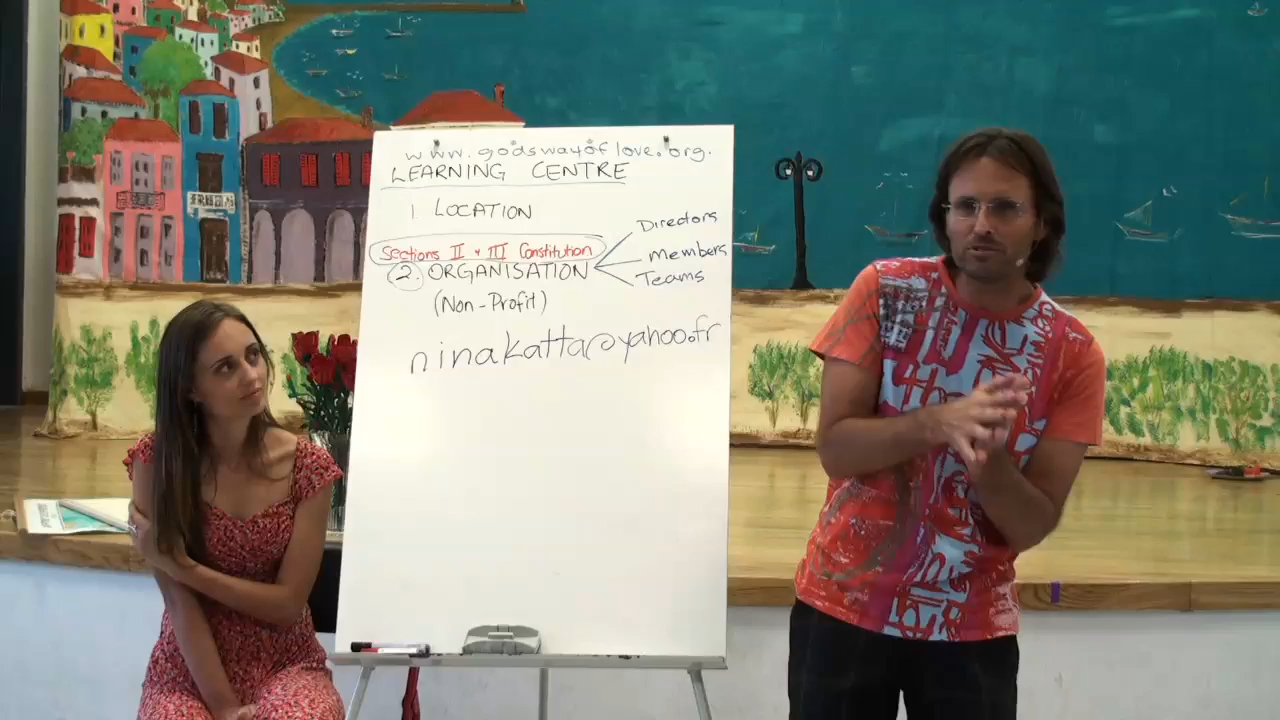 www.godswayoflove.org.
LEARNING CENTRE
1 LOCATION
Directors
Sections II & III Constitution
Members
2. ORGANISATION
Teams
(Non-Profit)
ninakatta@yahoo.fr